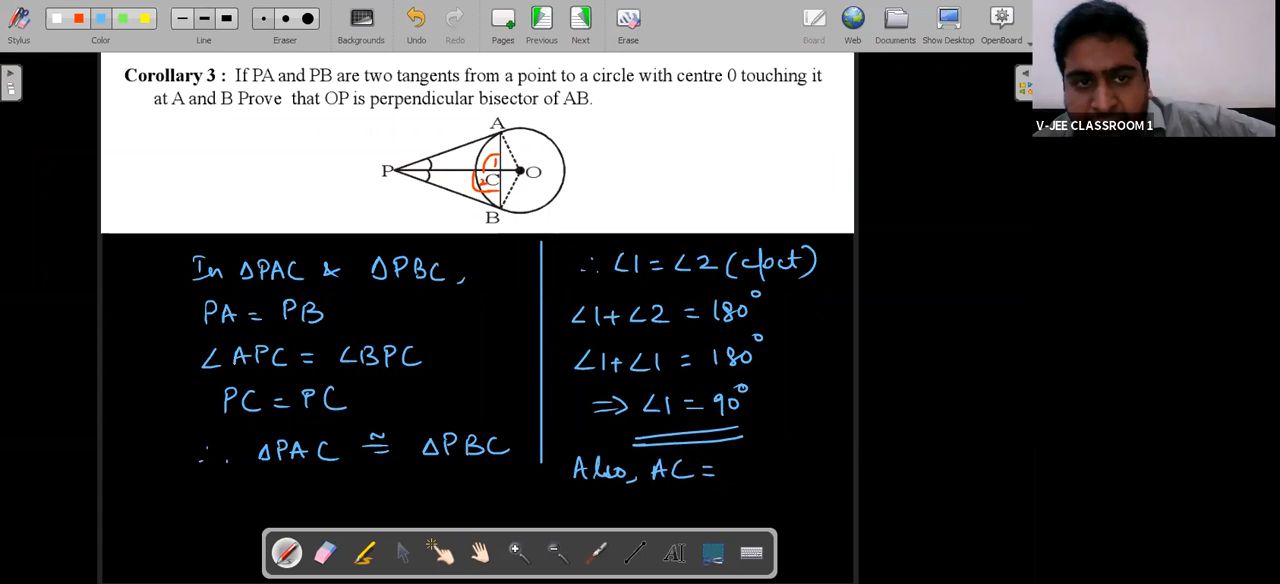 Stylus
Color
Line
Eraser
Backgrounds
Undo
Redo
Pages
Previous
Next
Erase
Board
Web
Documents
Show Desktop
OpenBoard
V-JEE CLASSROOM 1
Corollary 3 : If PA and PB are two tangents from a point to a circle with centre 0 touching it
at A and B Prove that OP is perpendicular bisector of AB.
A
P
1
2
C
O
B
In ΔPAC & ΔPBC,
PA = PB
∠APC = ∠BPC
PC = PC
∴ ΔPAC ≅ ΔPBC
∴ ∠1 = ∠2 (cpct)
∠1 + ∠2 = 180°
∠1 + ∠1 = 180°
⇒ ∠1 = 90°
Also, AC =
AI